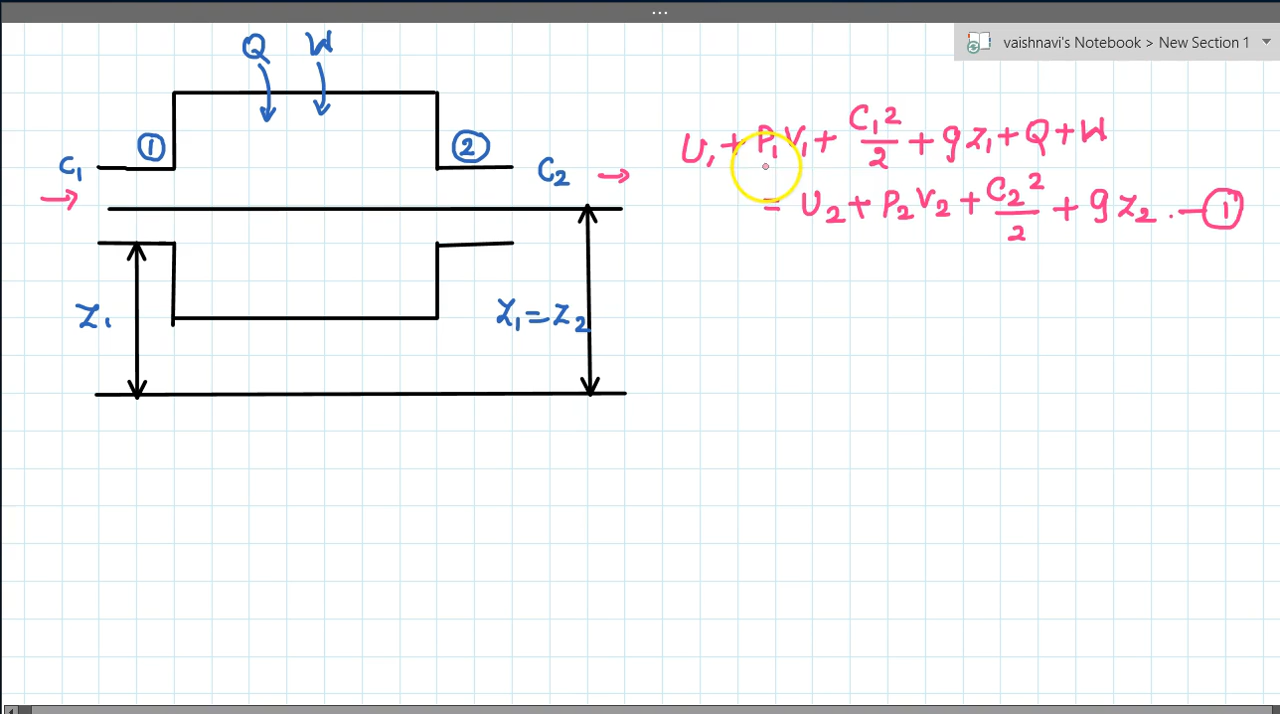 ...
vaishnavi's Notebook > New Section 1
Q W
① ②
C₁ C₂
→ →
U₁ + P₁V₁ + C₁²/2 + gz₁ + Q + W
= U₂ + P₂V₂ + C₂²/2 + gz₂ . — ①
Z₁ Z₁ = Z₂